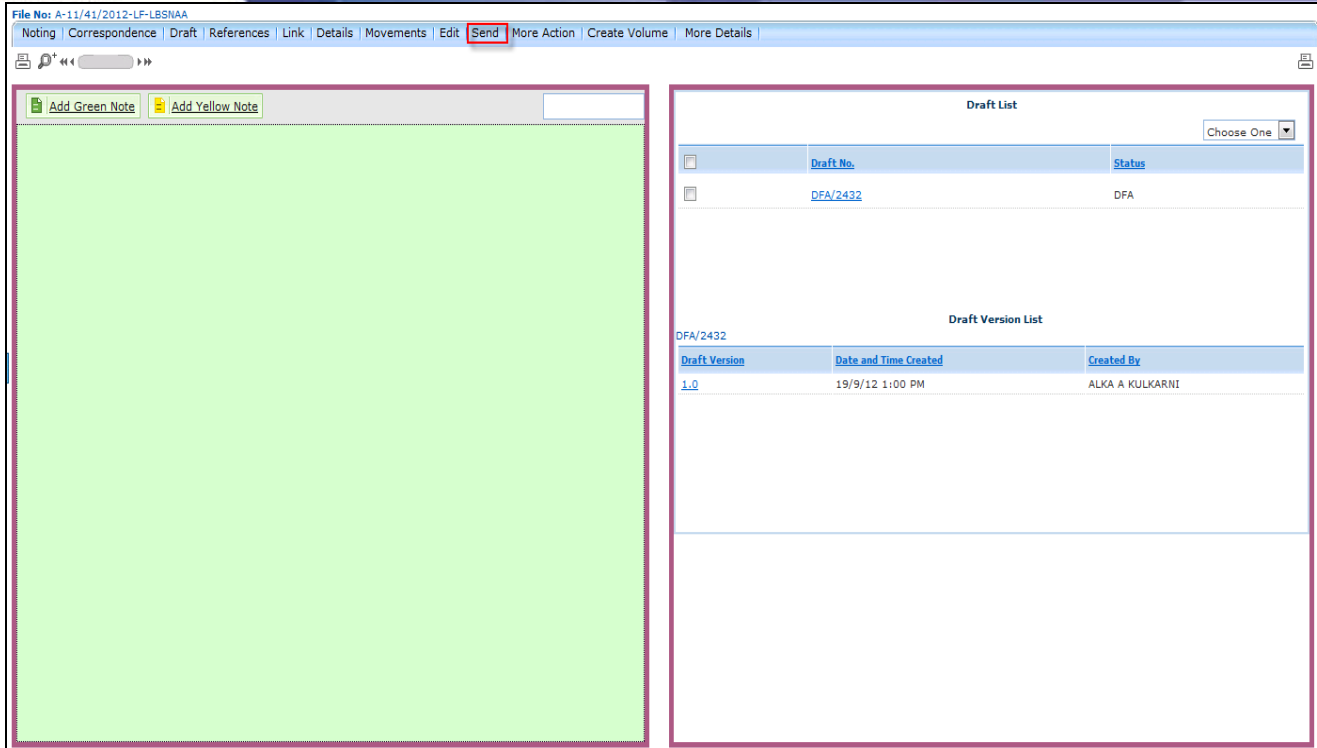 File No: A-11/41/2012-LF-LBSNAA
Noting | Correspondence | Draft | References | Link | Details | Movements | Edit | Send | More Action | Create Volume | More Details |
Add Green Note Add Yellow Note
Draft List
Choose One
Draft No. Status
DFA/2432 DFA
Draft Version List
DFA/2432
Draft Version Date and Time Created Created By
1.0 19/9/12 1:00 PM ALKA A KULKARNI